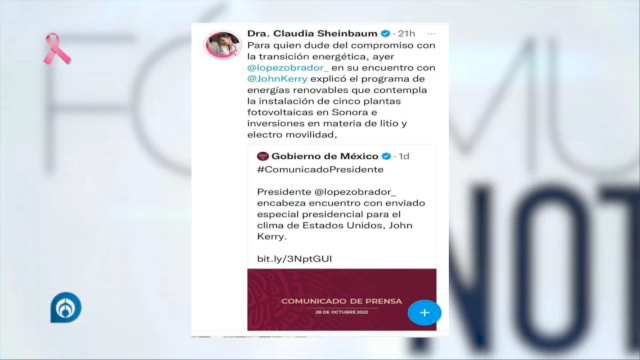 Dra. Claudia Sheinbaum · 21h
Para quien dude del compromiso con
la transición energética, ayer
@lopezobrador_ en su encuentro con
@JohnKerry explicó el programa de
energías renovables que contempla
la instalación de cinco plantas
fotovoltaicas en Sonora e
inversiones en materia de litio y
electro movilidad,
Gobierno de México · 1d
#ComunicadoPresidente
Presidente @lopezobrador_
encabeza encuentro con enviado
especial presidencial para el
clima de Estados Unidos, John
Kerry.
bit.ly/3NptGUI
COMUNICADO DE PRENSA
28 DE OCTUBRE 2022
FÓ MU
NOT